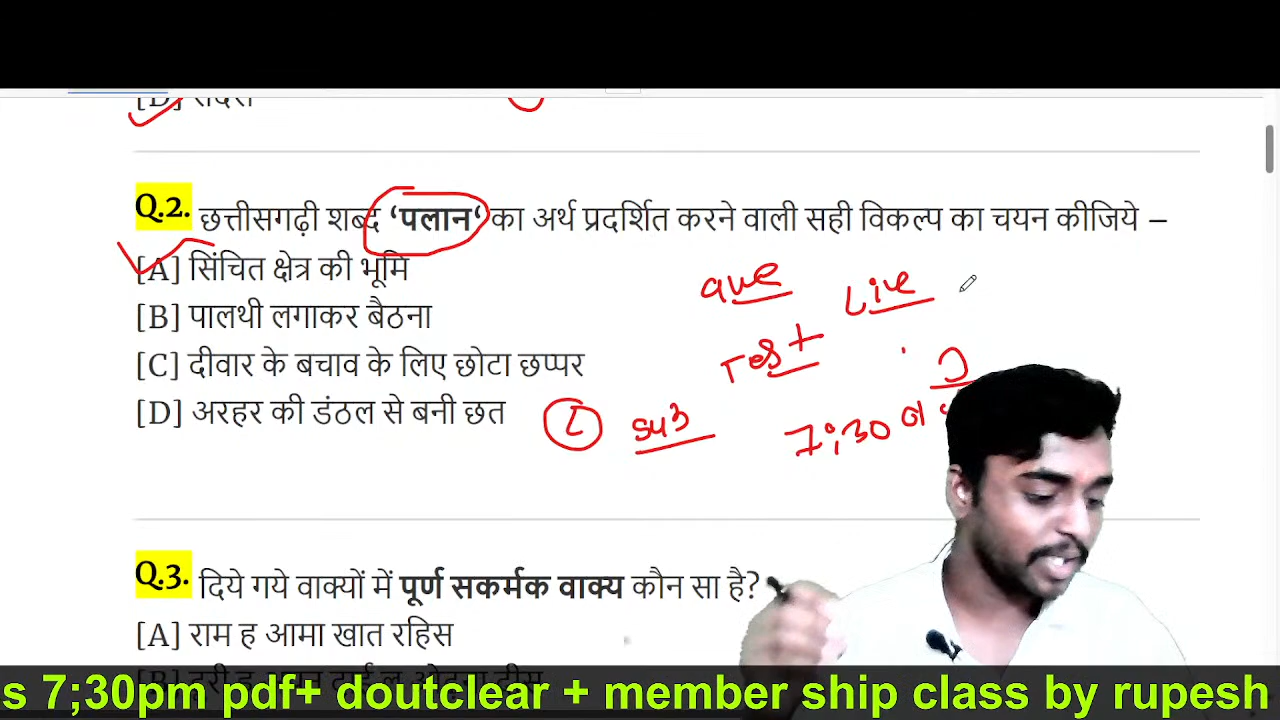 Q.2. छत्तीसगढ़ी शब्द ‘पलान‘ का अर्थ प्रदर्शित करने वाली सही विकल्प का चयन कीजिये –
[A] सिंचित क्षेत्र की भूमि
[B] पालथी लगाकर बैठना
[C] दीवार के बचाव के लिए छोटा छप्पर
[D] अरहर की डंठल से बनी छत
Live
Test
7:30
Q.3. दिये गये वाक्यों में पूर्ण सकर्मक वाक्य कौन सा है?
[A] राम ह आमा खात रहिस
s 7;30pm pdf+ doutclear + member ship class by rupesh